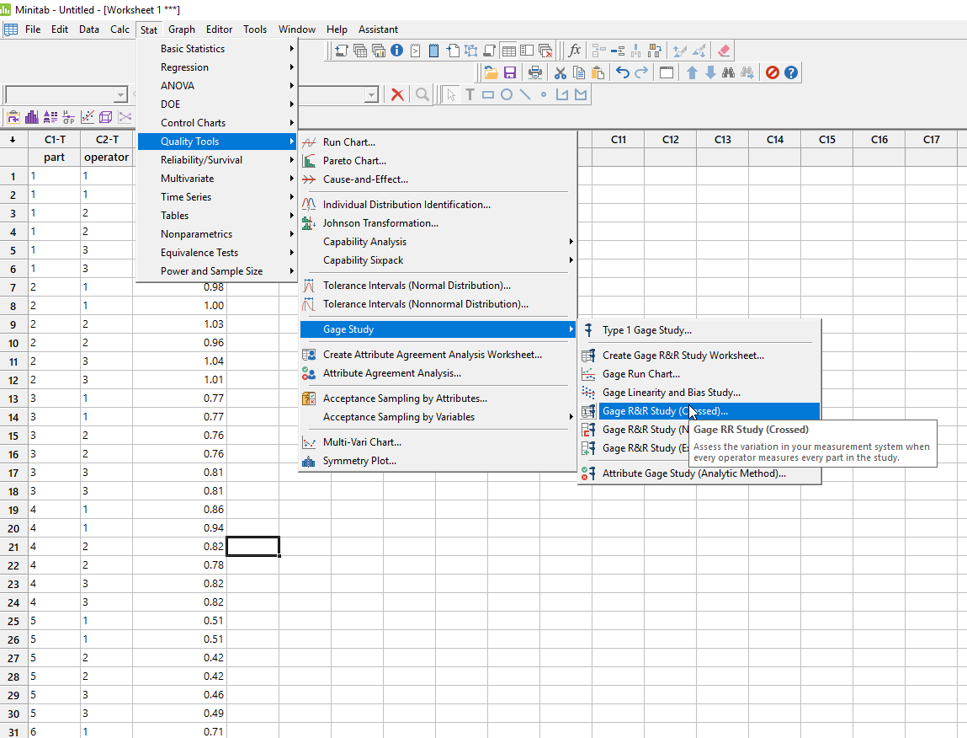 Minitab - Untitled - [Worksheet 1 ***]
File Edit Data Calc Stat Graph Editor Tools Window Help Assistant
Basic Statistics
Regression
ANOVA
DOE
Control Charts
Quality Tools
Reliability/Survival
Multivariate
Time Series
Tables
Nonparametrics
Equivalence Tests
Power and Sample Size
Run Chart...
Pareto Chart...
Cause-and-Effect...
Individual Distribution Identification...
Johnson Transformation...
Capability Analysis
Capability Sixpack
Tolerance Intervals (Normal Distribution)...
Tolerance Intervals (Nonnormal Distribution)...
Gage Study
Create Attribute Agreement Analysis Worksheet...
Attribute Agreement Analysis...
Acceptance Sampling by Attributes...
Acceptance Sampling by Variables
Multi-Vari Chart...
Symmetry Plot...
Type 1 Gage Study...
Create Gage R&R Study Worksheet...
Gage Run Chart...
Gage Linearity and Bias Study...
Gage R&R Study (Crossed)...
Gage R&R Study (N
Gage R&R Study (E
Attribute Gage Study (Analytic Method)...
Gage RR Study (Crossed)
Assess the variation in your measurement system when
every operator measures every part in the study.
C1-T C2-T C11 C12 C13 C14 C15 C16 C17
part operator
1 1 1
2 1 1
3 1 2
4 1 2
5 1 3
6 1 3
7 2 1 0.98
8 2 1 1.00
9 2 2 1.03
10 2 2 0.96
11 2 3 1.04
12 2 3 1.01
13 3 1 0.77
14 3 1 0.77
15 3 2 0.76
16 3 2 0.76
17 3 3 0.81
18 3 3 0.81
19 4 1 0.86
20 4 1 0.94
21 4 2 0.82
22 4 2 0.78
23 4 3 0.82
24 4 3 0.82
25 5 1 0.51
26 5 1 0.51
27 5 2 0.42
28 5 2 0.42
29 5 3 0.46
30 5 3 0.49
31 6 1 0.71